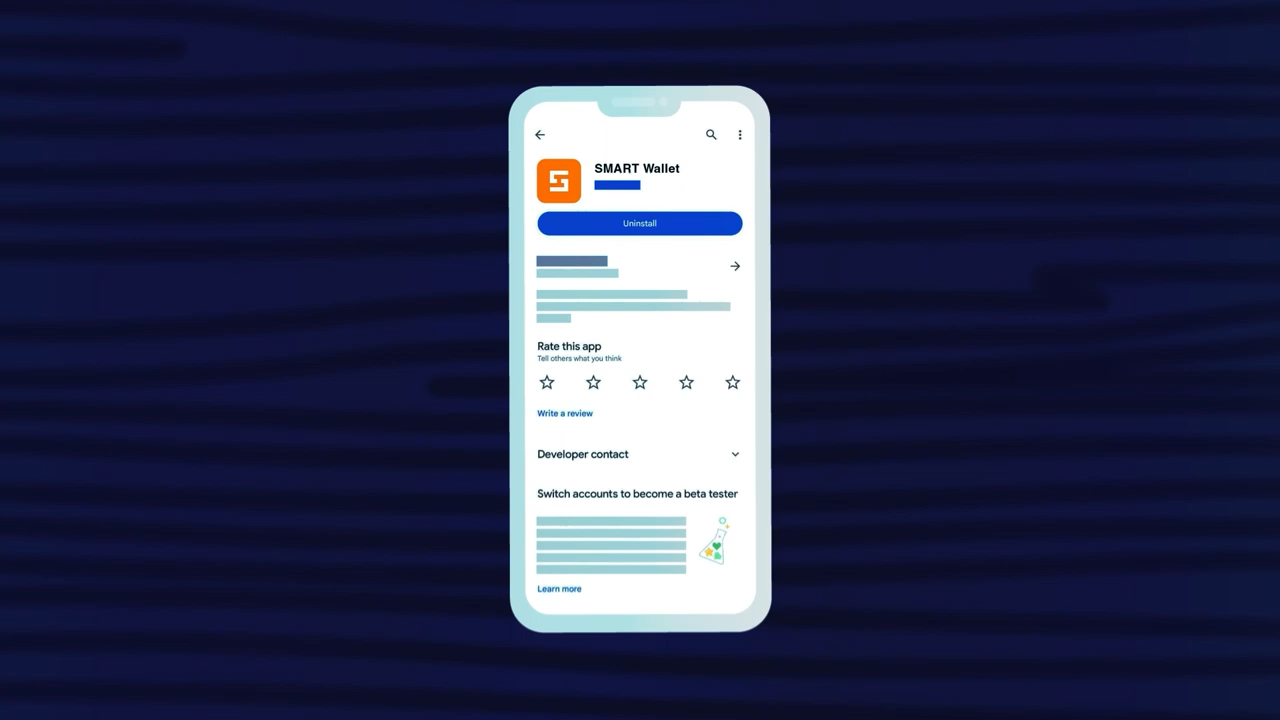 SMART Wallet
Uninstall
Rate this app
Tell others what you think
Write a review
Developer contact
Switch accounts to become a beta tester
Learn more